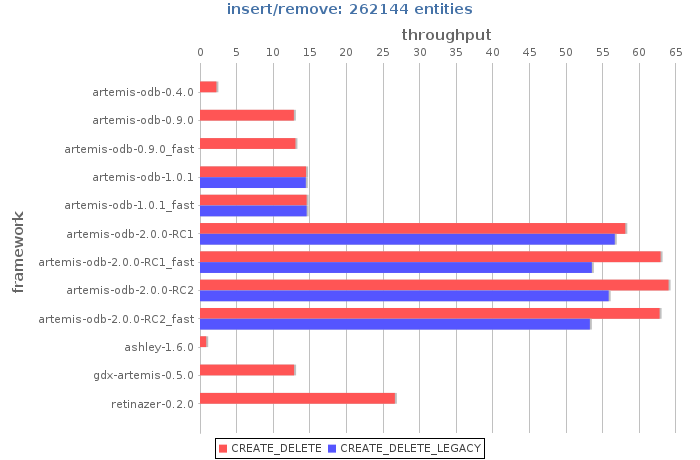 insert/remove: 262144 entities
throughput
0 5 10 15 20 25 30 35 40 45 50 55 60 65
framework
artemis-odb-0.4.0
artemis-odb-0.9.0
artemis-odb-0.9.0_fast
artemis-odb-1.0.1
artemis-odb-1.0.1_fast
artemis-odb-2.0.0-RC1
artemis-odb-2.0.0-RC1_fast
artemis-odb-2.0.0-RC2
artemis-odb-2.0.0-RC2_fast
ashley-1.6.0
gdx-artemis-0.5.0
retinazer-0.2.0
CREATE_DELETE CREATE_DELETE_LEGACY